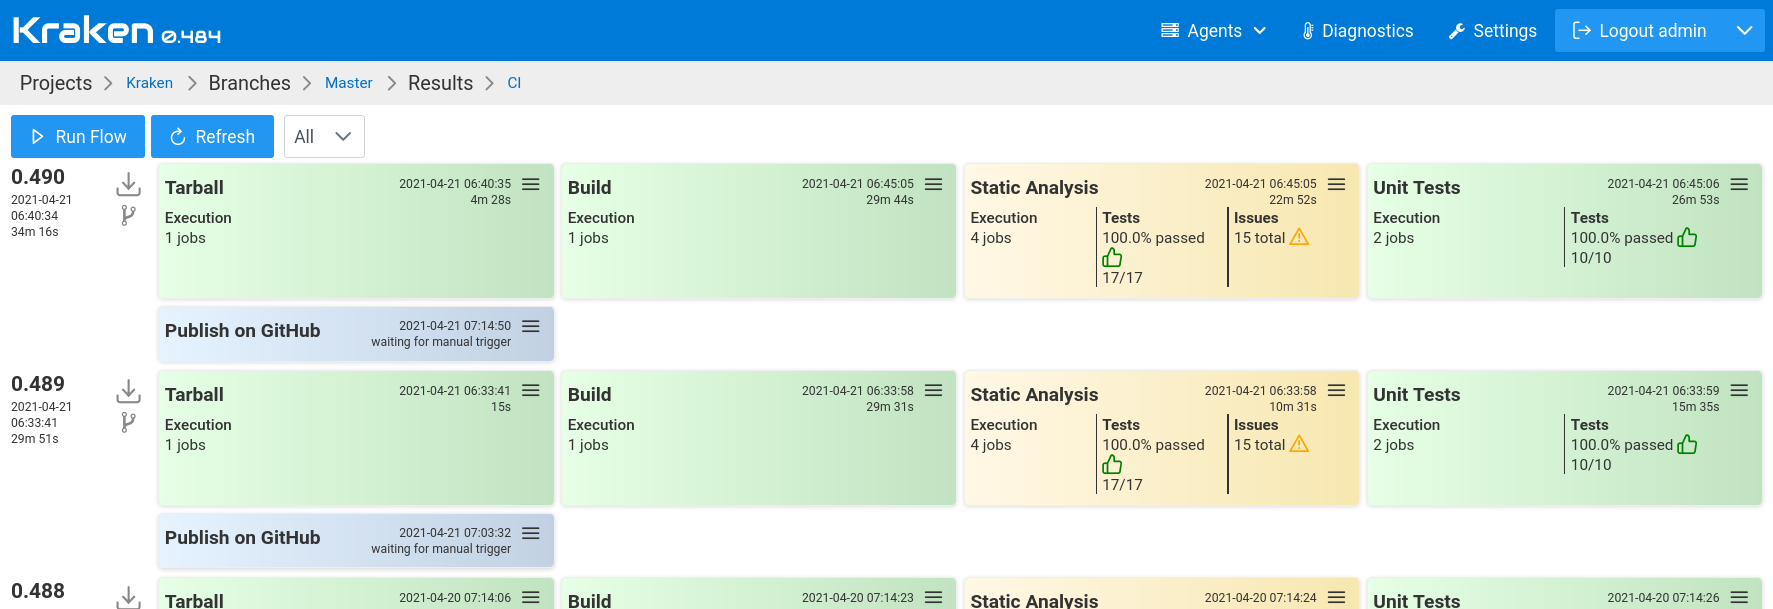 Kraken 0.484
Agents
Diagnostics
Settings
Logout admin
Projects Kraken Branches Master Results CI
Run Flow
Refresh
All
0.490
2021-04-21
06:40:34
34m 16s
Tarball
2021-04-21 06:40:35
4m 28s
Execution
1 jobs
Build
2021-04-21 06:45:05
29m 44s
Execution
1 jobs
Static Analysis
2021-04-21 06:45:05
22m 52s
Execution
4 jobs
Tests
100.0% passed
17/17
Issues
15 total
Unit Tests
2021-04-21 06:45:06
26m 53s
Execution
2 jobs
Tests
100.0% passed
10/10
Publish on GitHub
2021-04-21 07:14:50
waiting for manual trigger
0.489
2021-04-21
06:33:41
29m 51s
Tarball
2021-04-21 06:33:41
15s
Execution
1 jobs
Build
2021-04-21 06:33:58
29m 31s
Execution
1 jobs
Static Analysis
2021-04-21 06:33:58
10m 31s
Execution
4 jobs
Tests
100.0% passed
17/17
Issues
15 total
Unit Tests
2021-04-21 06:33:59
15m 35s
Execution
2 jobs
Tests
100.0% passed
10/10
Publish on GitHub
2021-04-21 07:03:32
waiting for manual trigger
0.488
Tarball
2021-04-20 07:14:06
Build
2021-04-20 07:14:23
Static Analysis
2021-04-20 07:14:24
Unit Tests
2021-04-20 07:14:26